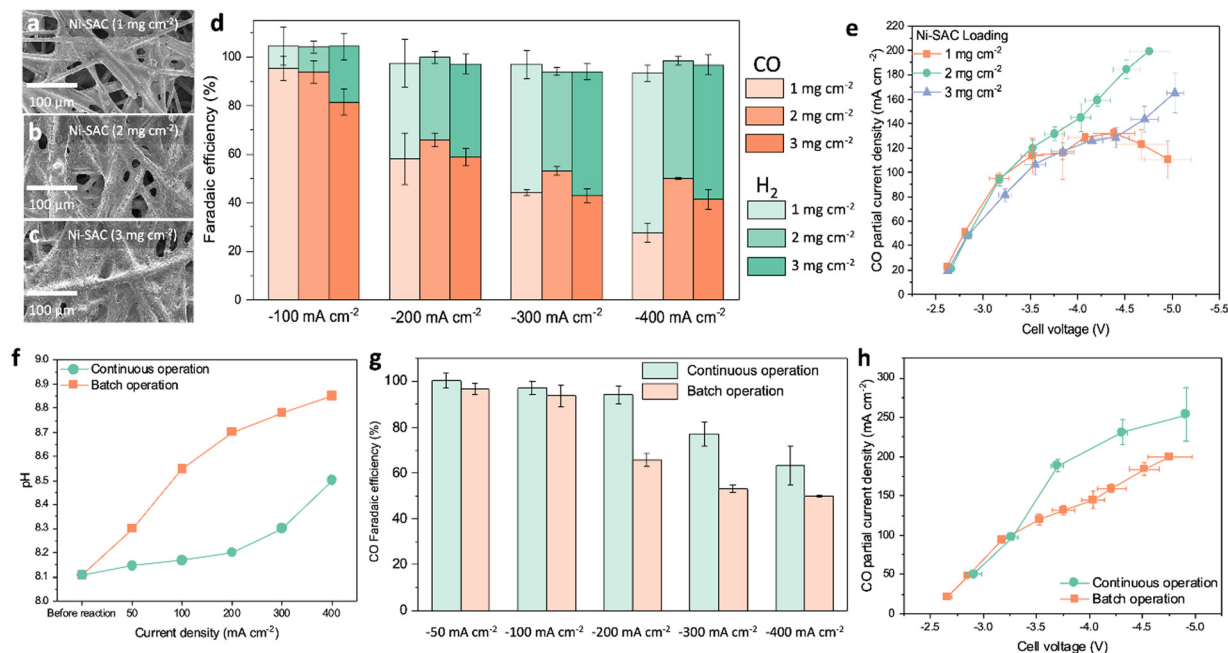 a Ni-SAC (1 mg cm⁻²)
100 µm
b Ni-SAC (2 mg cm⁻²)
100 µm
c Ni-SAC (3 mg cm⁻²)
100 µm
d
Faradaic efficiency (%)
100
80
60
40
20
0
-100 mA cm⁻² -200 mA cm⁻² -300 mA cm⁻² -400 mA cm⁻²
CO
1 mg cm⁻²
2 mg cm⁻²
3 mg cm⁻²
H₂
1 mg cm⁻²
2 mg cm⁻²
3 mg cm⁻²
e
CO partial current density (mA cm⁻²)
200
180
160
140
120
100
80
60
40
20
0
Ni-SAC Loading
1 mg cm⁻²
2 mg cm⁻²
3 mg cm⁻²
-2.5 -3.0 -3.5 -4.0 -4.5 -5.0 -5.5
Cell voltage (V)
f
pH
9.0
8.9
8.8
8.7
8.6
8.5
8.4
8.3
8.2
8.1
8.0
Continuous operation
Batch operation
Before reaction 50 100 200 300 400
Current density (mA cm⁻²)
g
CO Faradaic efficiency (%)
100
80
60
40
20
0
Continuous operation
Batch operation
-50 mA cm⁻² -100 mA cm⁻² -200 mA cm⁻² -300 mA cm⁻² -400 mA cm⁻²
h
CO partial current density (mA cm⁻²)
300
250
200
150
100
50
0
Continuous operation
Batch operation
-2.5 -3.0 -3.5 -4.0 -4.5 -5.0
Cell voltage (V)